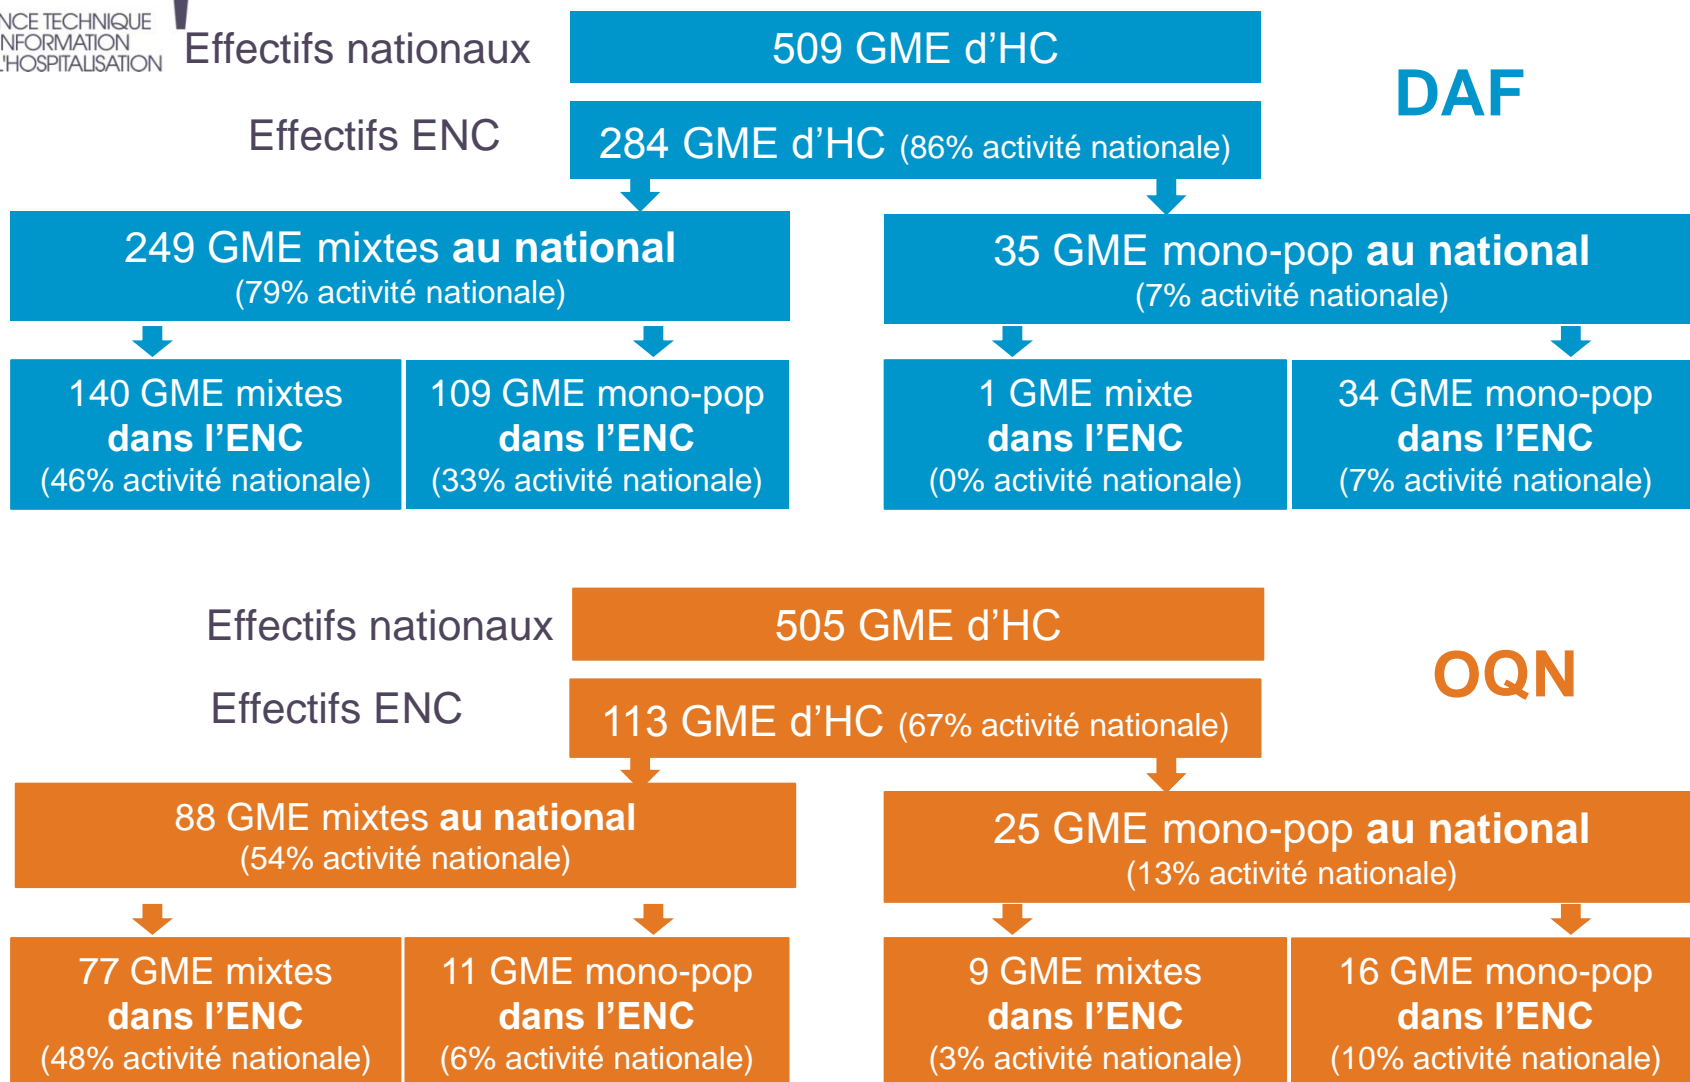 TECHNIQUE
L'HOSPITALISATION
Effectifs nationaux
509 GME d'HC
DAF
Effectifs ENC
284 GME d'HC (86% activité nationale)
249 GME mixtes au national
(79% activité nationale)
35 GME mono-pop au national
(7% activité nationale)
140 GME mixtes
dans l'ENC
(46% activité nationale)
109 GME mono-pop
dans l'ENC
(33% activité nationale)
1 GME mixte
dans l'ENC
(0% activité nationale)
34 GME mono-pop
dans l'ENC
(7% activité nationale)
Effectifs nationaux
505 GME d'HC
OQN
Effectifs ENC
113 GME d'HC (67% activité nationale)
88 GME mixtes au national
(54% activité nationale)
25 GME mono-pop au national
(13% activité nationale)
77 GME mixtes
dans l'ENC
(48% activité nationale)
11 GME mono-pop
dans l'ENC
(6% activité nationale)
9 GME mixtes
dans l'ENC
(3% activité nationale)
16 GME mono-pop
dans l'ENC
(10% activité nationale)